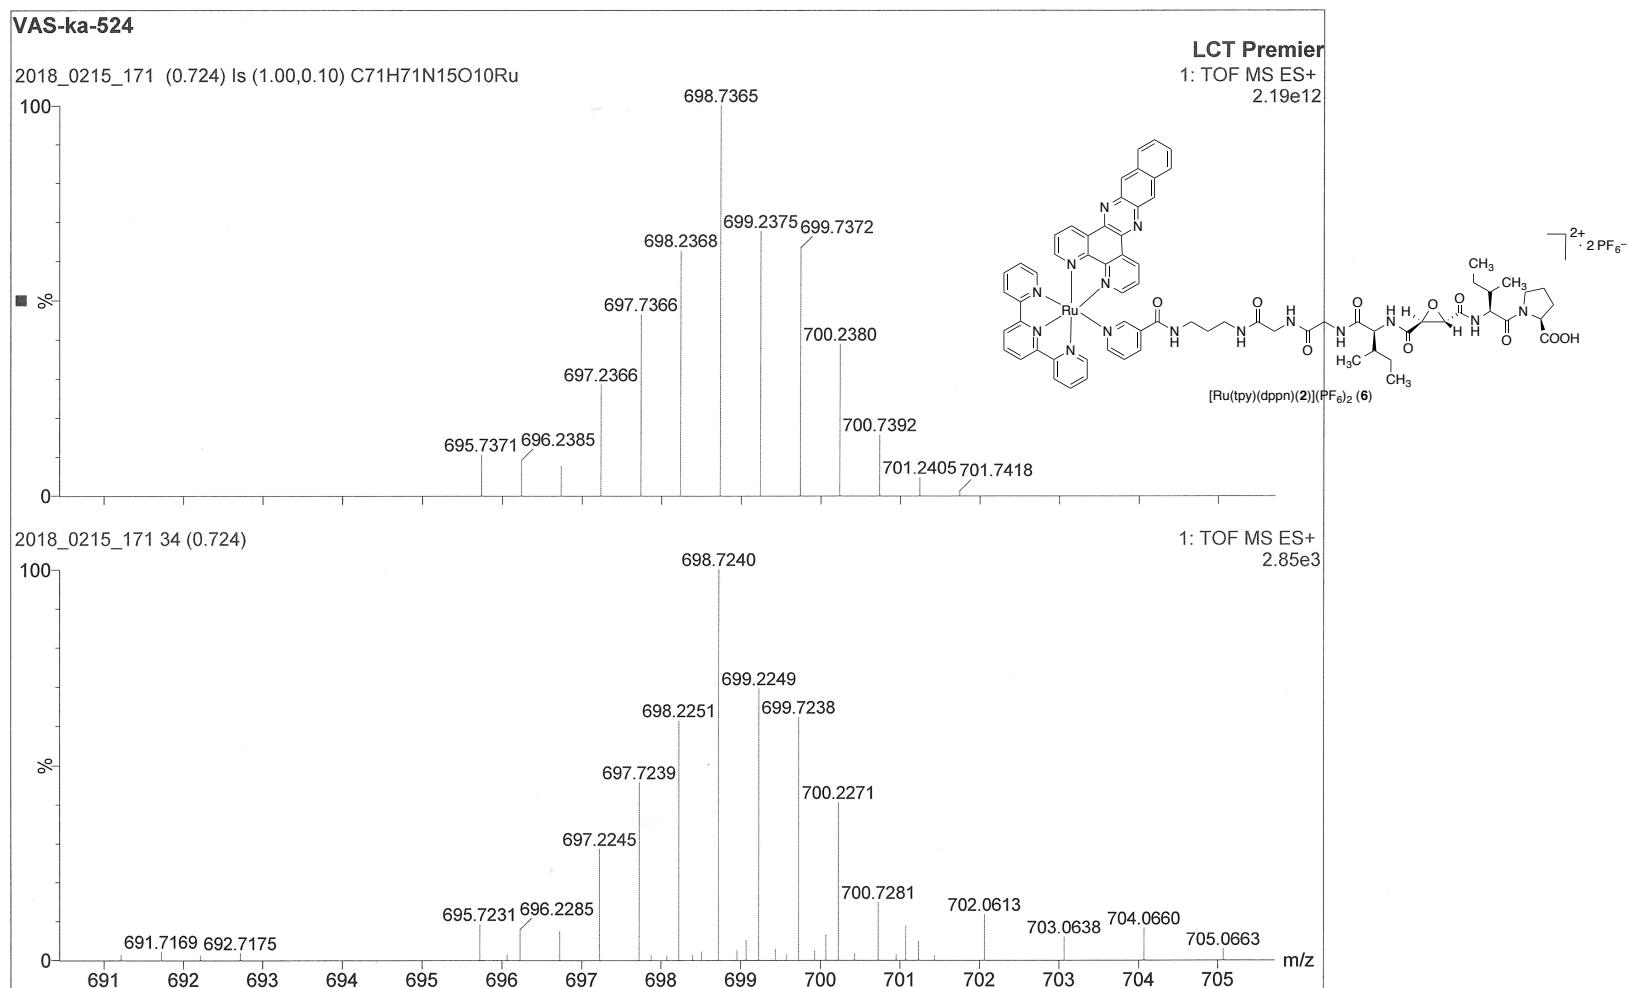 VAS-ka-524
LCT Premier
2018_0215_171 (0.724) Is (1.00,0.10) C71H71N15O10Ru
1: TOF MS ES+
2.19e12
100
%
0
698.7365
699.2375
699.7372
698.2368
697.7366
700.2380
697.2366
700.7392
695.7371
696.2385
701.2405
701.7418
N
N
N
N
N
N
N
Ru
N
O
N
H
N
H
O
H
N
O
N
H
O
H
N
O
H
O
H
O
N
H
O
N
COOH
CH₃
CH₃
H₃C
CH₃
2+
· 2 PF₆⁻
[Ru(tpy)(dppn)(2)](PF₆)₂ (6)
2018_0215_171 34 (0.724)
1: TOF MS ES+
2.85e3
100
%
0
698.7240
699.2249
698.2251
699.7238
697.7239
700.2271
697.2245
700.7281
695.7231
696.2285
702.0613
703.0638
704.0660
705.0663
691.7169
692.7175
m/z
691 692 693 694 695 696 697 698 699 700 701 702 703 704 705